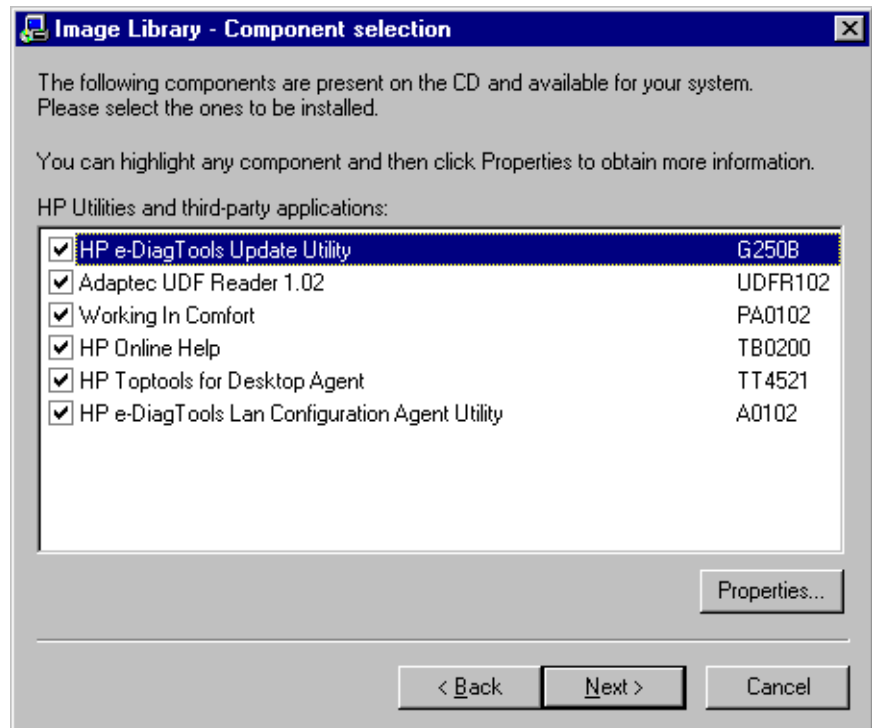 Image Library - Component selection
The following components are present on the CD and available for your system.
Please select the ones to be installed.
You can highlight any component and then click Properties to obtain more information.
HP Utilities and third-party applications:
HP e-DiagTools Update Utility G250B
Adaptec UDF Reader 1.02 UDFR102
Working In Comfort PA0102
HP Online Help TB0200
HP Toptools for Desktop Agent TT4521
HP e-DiagTools Lan Configuration Agent Utility A0102
Properties...
< Back Next > Cancel